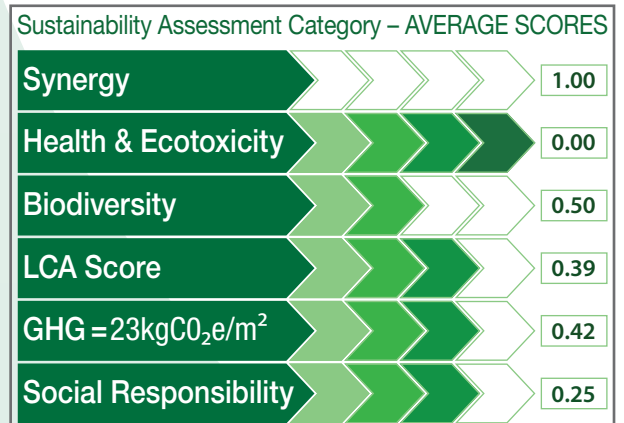 Sustainability Assessment Category – AVERAGE SCORES
Synergy 1.00
Health & Ecotoxicity 0.00
Biodiversity 0.50
LCA Score 0.39
GHG = 23kgC0₂e/m² 0.42
Social Responsibility 0.25